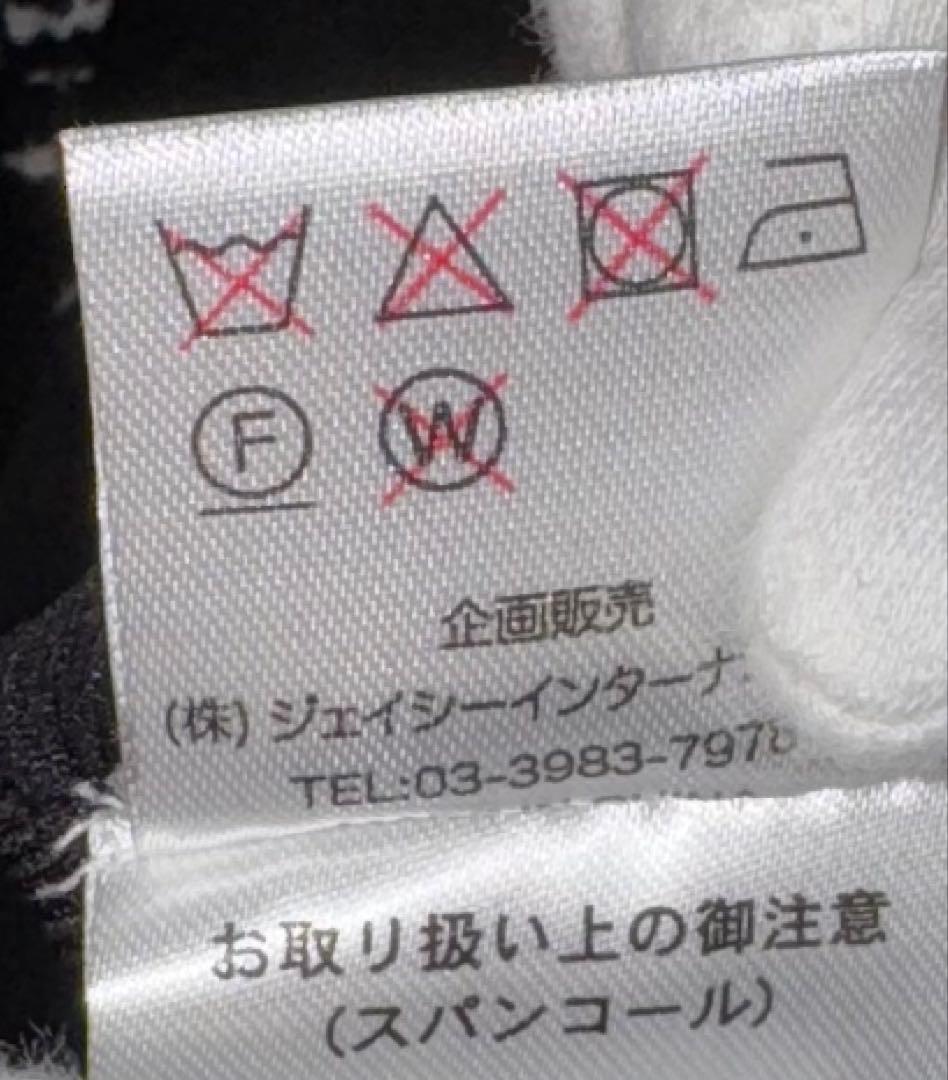 F W
企画販売
(株) ジェイシーインターナ
TEL:03-3983-7978
お取り扱い上の御注意
(スパンコール)